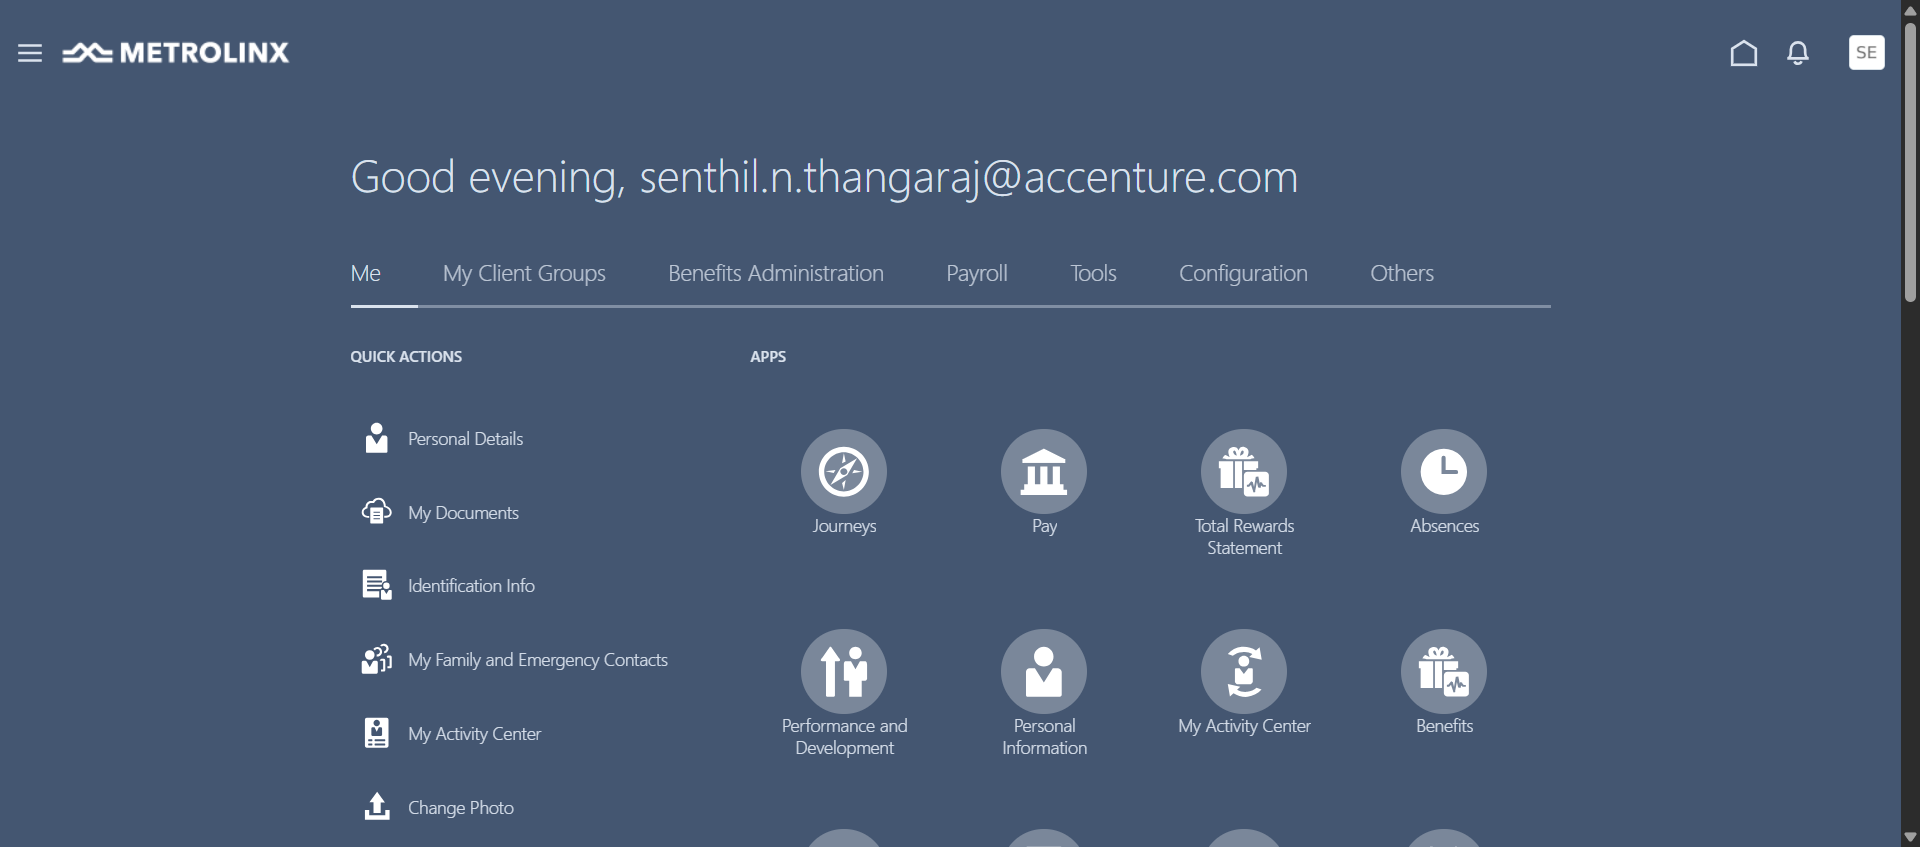 METROLINX
SE
Good evening, senthil.n.thangaraj@accenture.com
Me
My Client Groups
Benefits Administration
Payroll
Tools
Configuration
Others
QUICK ACTIONS
Personal Details
My Documents
Identification Info
My Family and Emergency Contacts
My Activity Center
Change Photo
APPS
Journeys
Pay
Total Rewards
Statement
Absences
Performance and
Development
Personal
Information
My Activity Center
Benefits